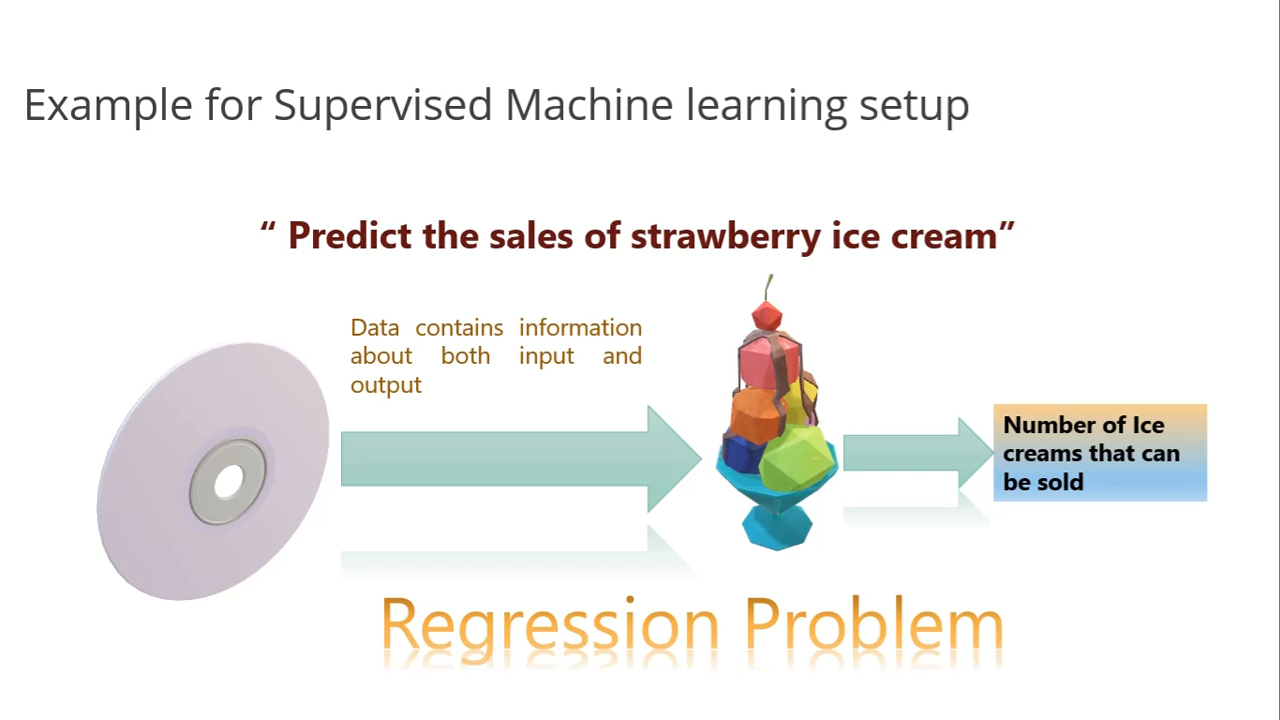 Example for Supervised Machine learning setup
“ Predict the sales of strawberry ice cream”
Data contains information
about both input and
output
Number of Ice
creams that can
be sold
Regression Problem